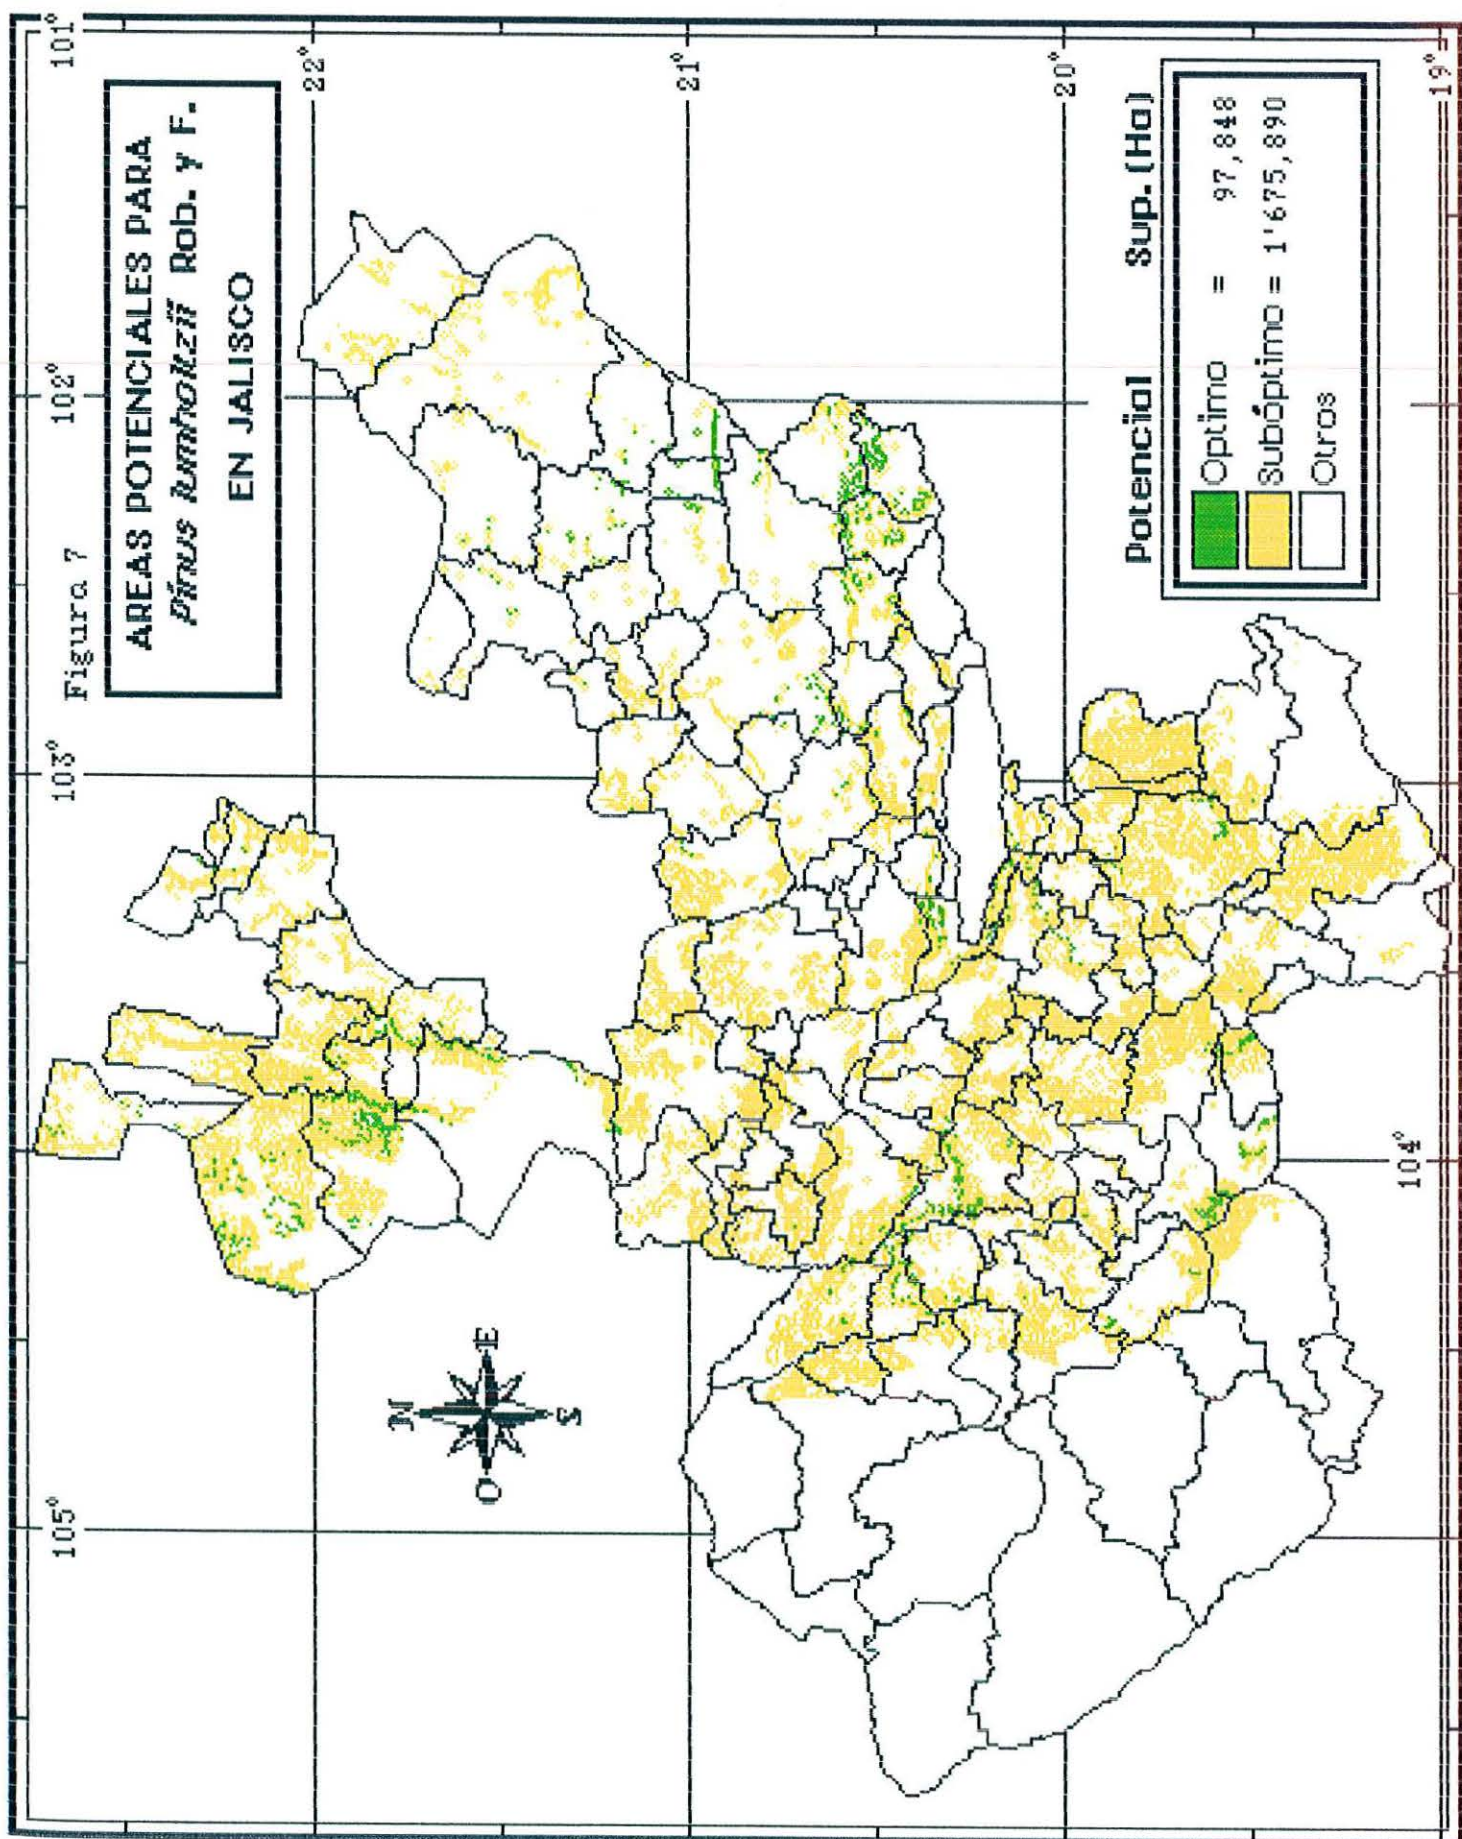 Figura 7
AREAS POTENCIALES PARA
Pinus lumholtzii Rob. y F.
EN JALISCO
105°
104°
103°
102°
101°
22°
21°
20°
19°
N
O
E
S
Potencial Sup. (Ha)
Optimo = 97,848
Subóptimo = 1'675,890
Otros